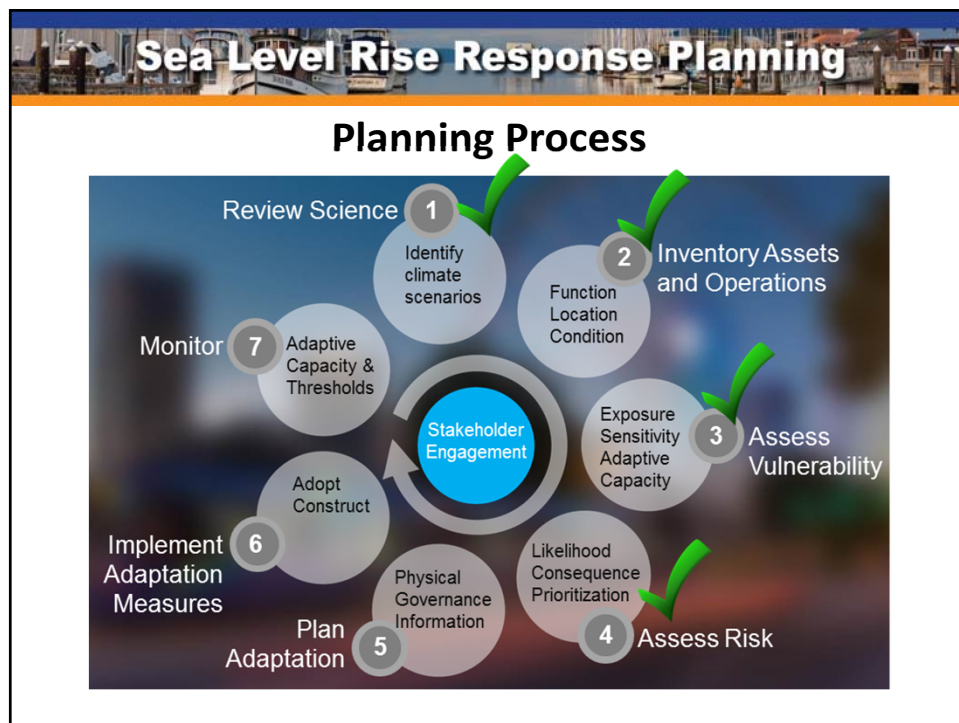 Sea Level Rise Response Planning
Planning Process
Review Science
1
Identify
climate
scenarios
2
Inventory Assets
and Operations
Function
Location
Condition
3
Assess
Vulnerability
Exposure
Sensitivity
Adaptive
Capacity
4
Assess Risk
Likelihood
Consequence
Prioritization
5
Plan
Adaptation
Physical
Governance
Information
6
Implement
Adaptation
Measures
Adopt
Construct
7
Monitor
Adaptive
Capacity &
Thresholds
Stakeholder
Engagement